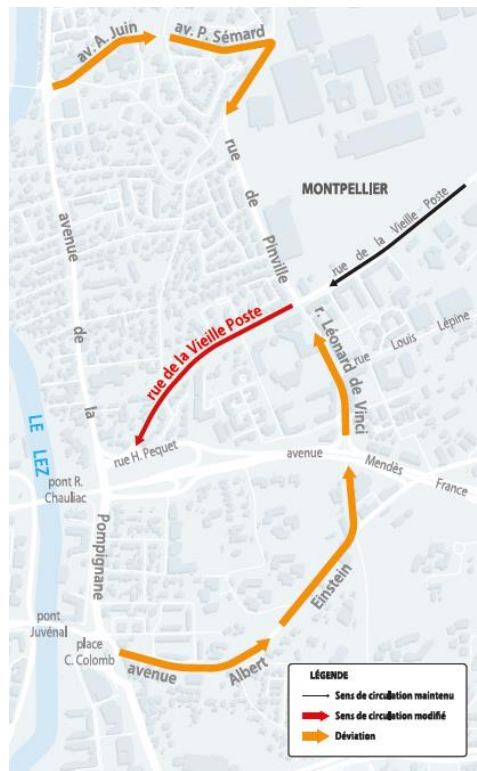 av. A. Juin
av. P. Sémard
rue de Pinville
MONTPELLIER
rue de la Vieille Poste
avenue de la Pompignane
rue de la Vieille Poste
r. Léonard de Vinci
rue Louis Lépine
LE LEZ
rue H. Pequet
avenue Mendès France
pont R.
Chauliac
pont
Juvénal
place
C. Colomb
avenue Albert Einstein
LÉGENDE
Sens de circulation maintenu
Sens de circulation modifié
Déviation